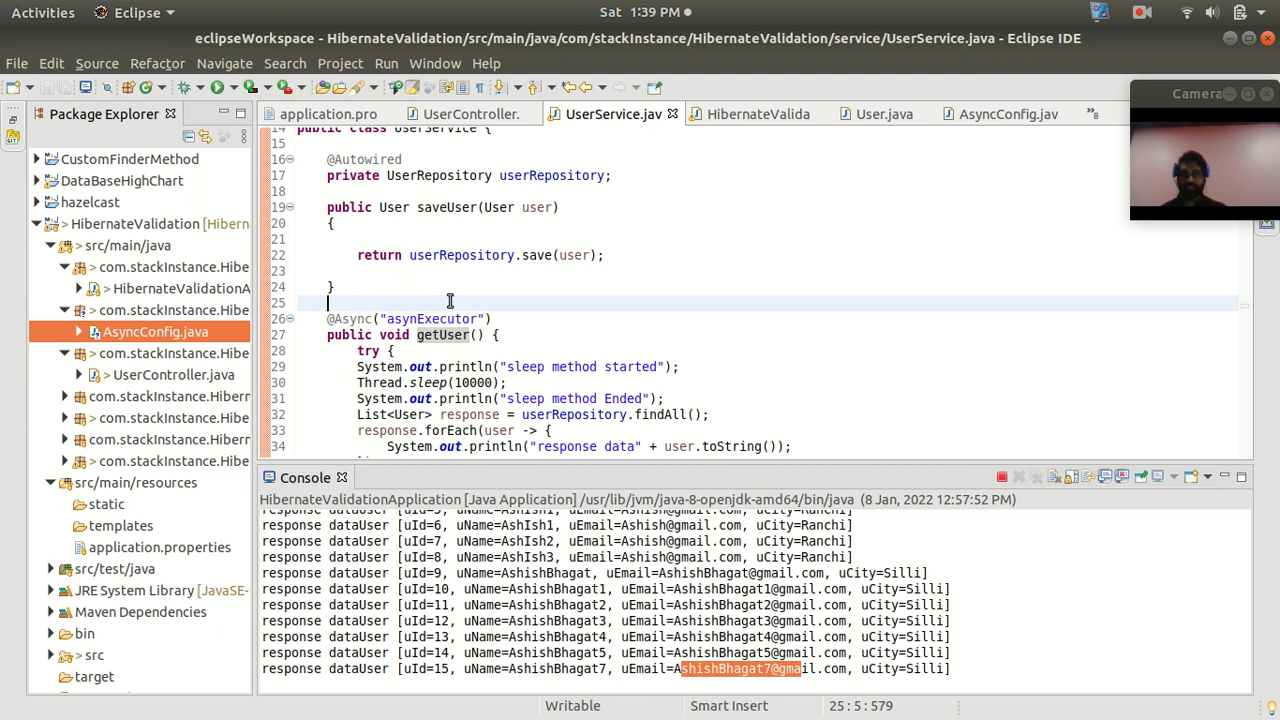 Activities Eclipse Sat 1:39 PM
eclipseWorkspace - HibernateValidation/src/main/java/com/stackInstance/HibernateValidation/service/UserService.java - Eclipse IDE
File Edit Source Refactor Navigate Search Project Run Window Help
Package Explorer
application.pro UserController. UserService.jav HibernateValida User.java AsyncConfig.jav
Camera
CustomFinderMethod
DataBaseHighChart
hazelcast
> HibernateValidation [Hibern
> src/main/java
> com.stackInstance.Hibe
> HibernateValidationA
> com.stackInstance.Hibe
AsyncConfig.java
> com.stackInstance.Hibe
> UserController.java
> com.stackInstance.Hiberr
> com.stackInstance.Hibe
> com.stackInstance.Hiberr
> com.stackInstance.Hibe
src/main/resources
static
templates
application.properties
src/test/java
JRE System Library [JavaSE-
Maven Dependencies
bin
> src
target
14 public class UserService {
15
16 @Autowired
17 private UserRepository userRepository;
18
19 public User saveUser(User user)
20 {
21
22 return userRepository.save(user);
23
24 }
25
26 @Async("asynExecutor")
27 public void getUser() {
28 try {
29 System.out.println("sleep method started");
30 Thread.sleep(10000);
31 System.out.println("sleep method Ended");
32 List<User> response = userRepository.findAll();
33 response.forEach(user -> {
34 System.out.println("response data" + user.toString());
Console
HibernateValidationApplication [Java Application] /usr/lib/jvm/java-8-openjdk-amd64/bin/java (8 Jan, 2022 12:57:52 PM)
response dataUser [uId=5, uName=AshIsh1, uEmail=Ashish@gmail.com, uCity=Ranchi]
response dataUser [uId=6, uName=AshIsh1, uEmail=Ashish@gmail.com, uCity=Ranchi]
response dataUser [uId=7, uName=AshIsh2, uEmail=Ashish@gmail.com, uCity=Ranchi]
response dataUser [uId=8, uName=AshIsh3, uEmail=Ashish@gmail.com, uCity=Ranchi]
response dataUser [uId=9, uName=AshishBhagat, uEmail=AshishBhagat@gmail.com, uCity=Silli]
response dataUser [uId=10, uName=AshishBhagat1, uEmail=AshishBhagat1@gmail.com, uCity=Silli]
response dataUser [uId=11, uName=AshishBhagat2, uEmail=AshishBhagat2@gmail.com, uCity=Silli]
response dataUser [uId=12, uName=AshishBhagat3, uEmail=AshishBhagat3@gmail.com, uCity=Silli]
response dataUser [uId=13, uName=AshishBhagat4, uEmail=AshishBhagat4@gmail.com, uCity=Silli]
response dataUser [uId=14, uName=AshishBhagat5, uEmail=AshishBhagat5@gmail.com, uCity=Silli]
response dataUser [uId=15, uName=AshishBhagat7, uEmail=AshishBhagat7@gmail.com, uCity=Silli]
Writable Smart Insert 25 : 5 : 579